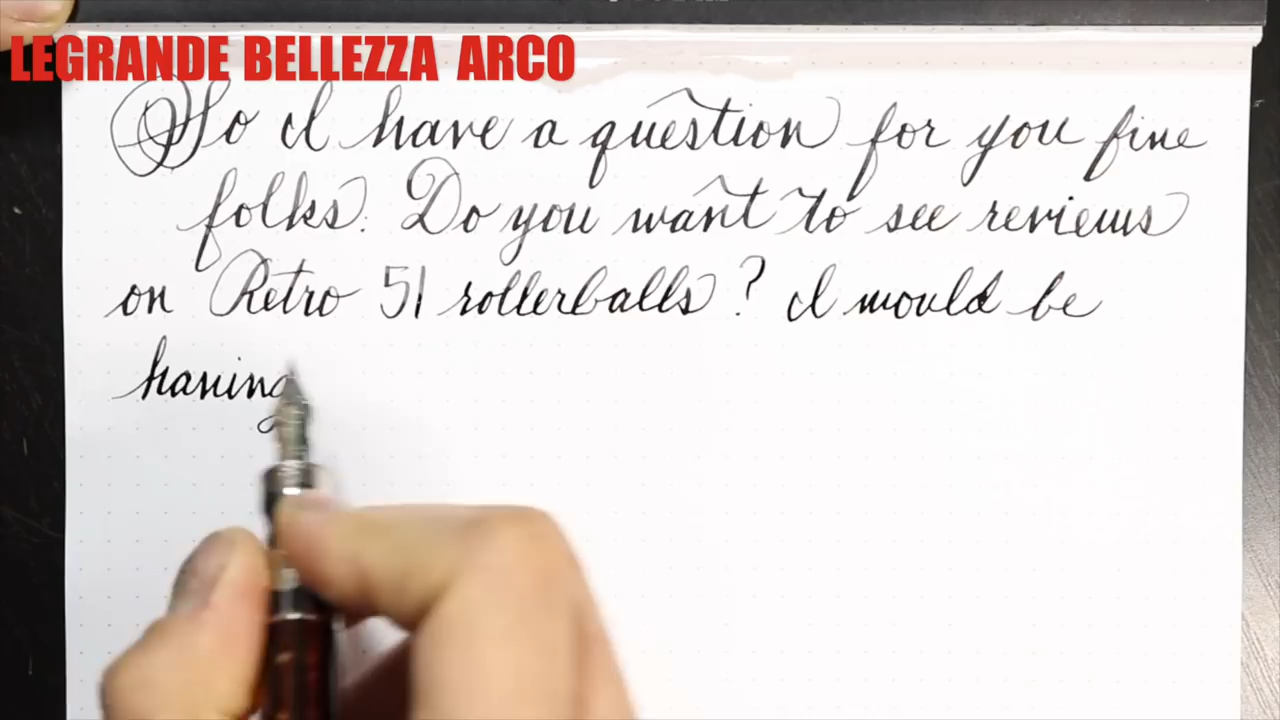 LEGRANDE BELLEZZA ARCO
So I have a question for you fine
folks. Do you want to see reviews
on Retro 51 rollerballs? I would be
having